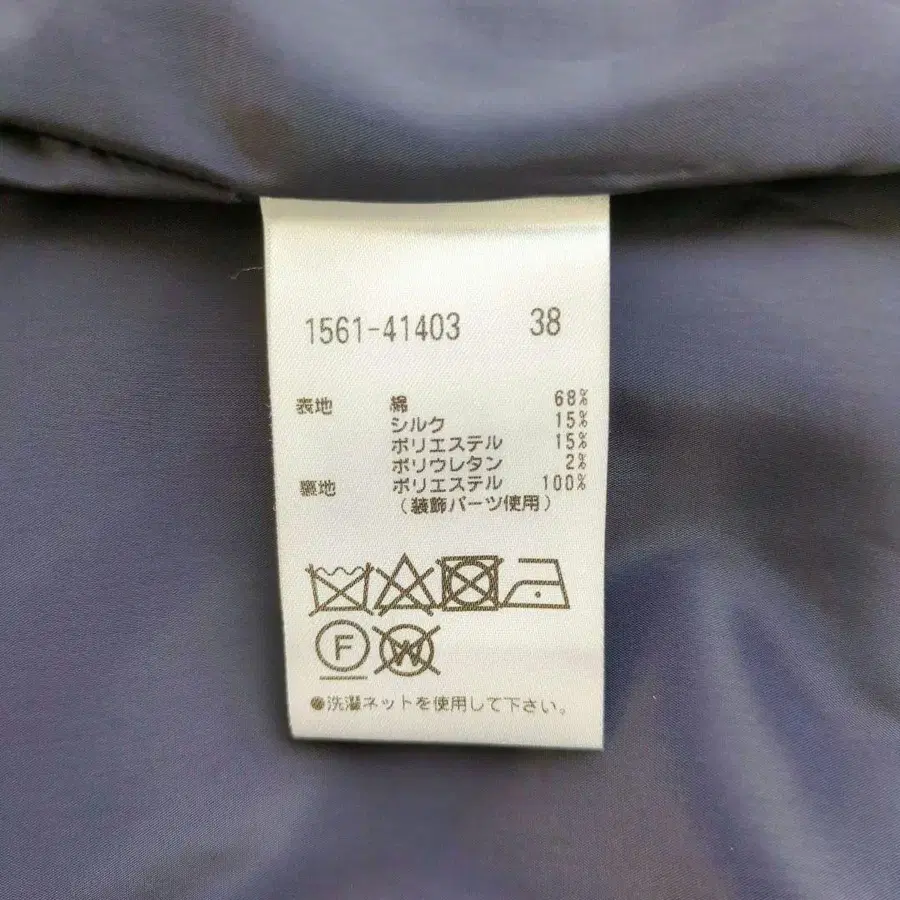 1561-41403 38
表地 綿 68%
シルク 15%
ポリエステル 15%
ポリウレタン 2%
裏地 ポリエステル 100%
(装飾パーツ使用)
F W
●洗濯ネットを使用して下さい。